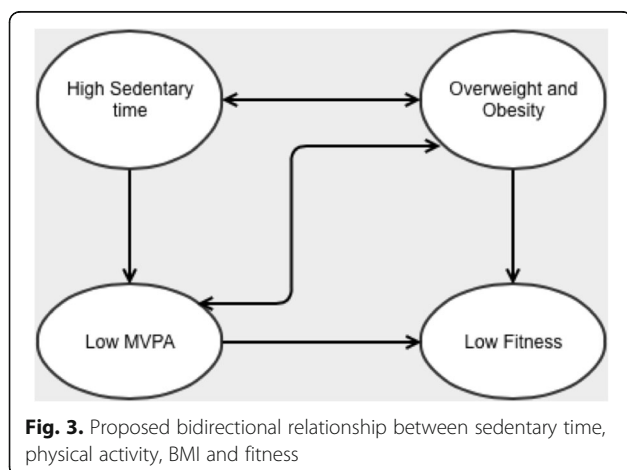 High Sedentary
time
Overweight and
Obesity
Low MVPA
Low Fitness
Fig. 3. Proposed bidirectional relationship between sedentary time,
physical activity, BMI and fitness